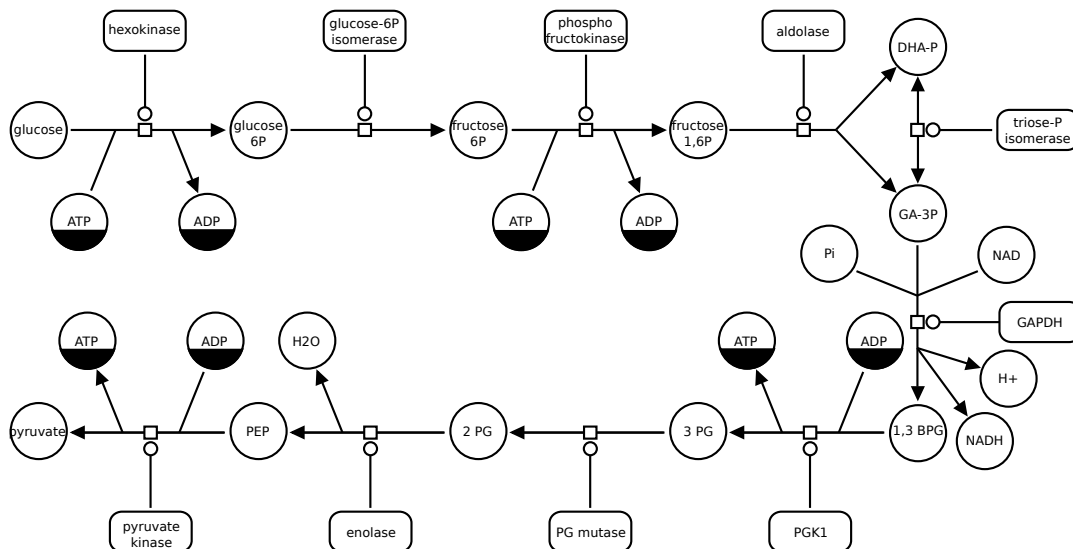 hexokinase
glucose-6P
isomerase
phospho
fructokinase
aldolase
DHA-P
glucose
glucose
6P
fructose
6P
fructose
1,6P
triose-P
isomerase
ATP
ADP
ATP
ADP
GA-3P
Pi
NAD
GAPDH
ATP
ADP
H2O
ATP
ADP
H+
pyruvate
PEP
2 PG
3 PG
1,3 BPG
NADH
pyruvate
kinase
enolase
PG mutase
PGK1